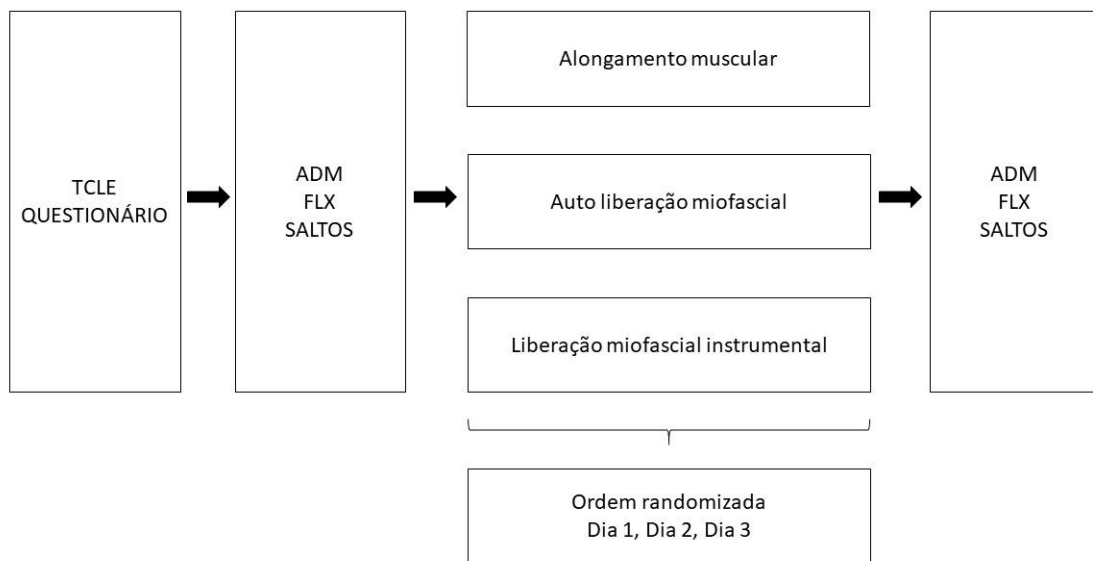 TCLE
QUESTIONÁRIO
ADM
FLX
SALTOS
Alongamento muscular
Auto liberação miofascial
Liberação miofascial instrumental
Ordem randomizada
Dia 1, Dia 2, Dia 3
ADM
FLX
SALTOS